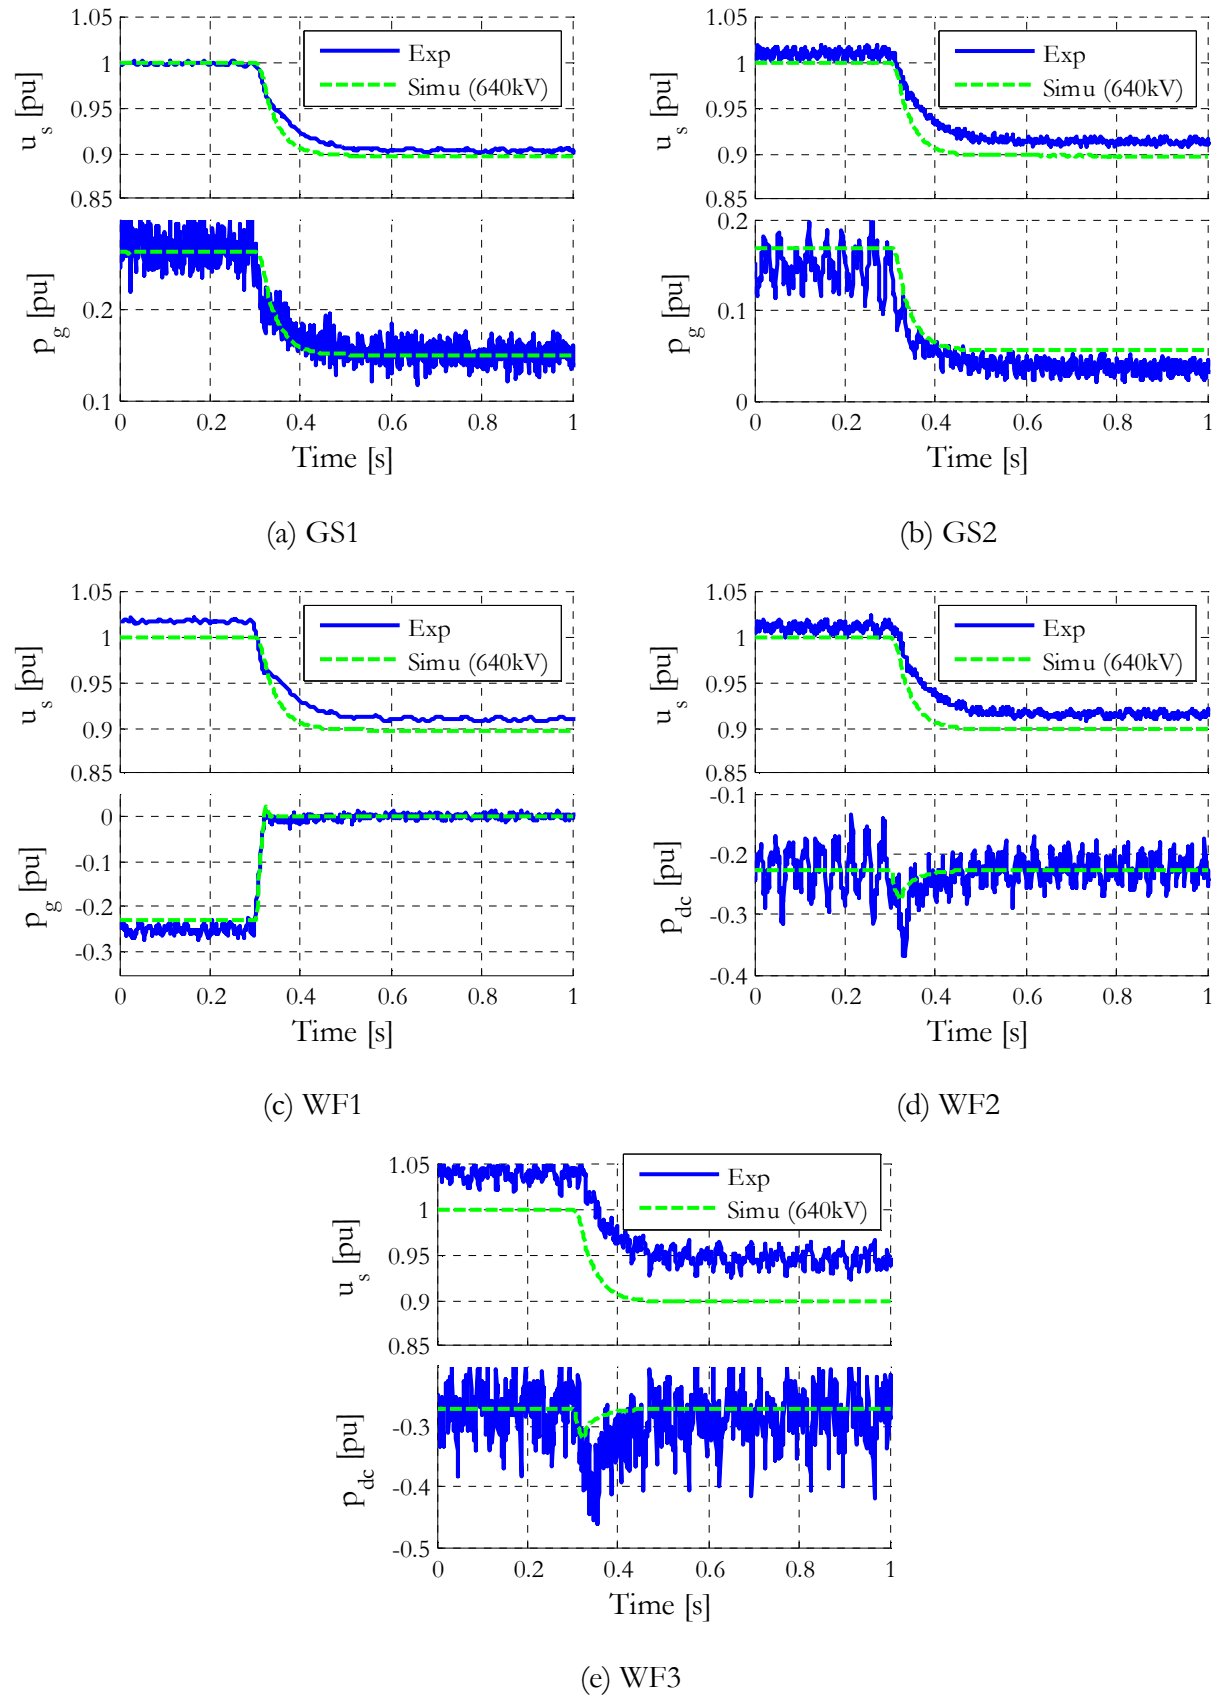 1.05
1
0.95
0.9
0.85
u s [pu]
Exp
Simu (640kV)
0.2
0.1
p g [pu]
0 0.2 0.4 0.6 0.8 1
Time [s]
(a) GS1
1.05
1
0.95
0.9
0.85
u s [pu]
Exp
Simu (640kV)
0.2
0.1
0
p g [pu]
0 0.2 0.4 0.6 0.8 1
Time [s]
(b) GS2
1.05
1
0.95
0.9
0.85
u s [pu]
Exp
Simu (640kV)
0
-0.1
-0.2
-0.3
p g [pu]
0 0.2 0.4 0.6 0.8 1
Time [s]
(c) WF1
1.05
1
0.95
0.9
0.85
u s [pu]
Exp
Simu (640kV)
-0.1
-0.2
-0.3
-0.4
p dc [pu]
0 0.2 0.4 0.6 0.8 1
Time [s]
(d) WF2
1.05
1
0.95
0.9
0.85
u s [pu]
Exp
Simu (640kV)
-0.3
-0.4
-0.5
p dc [pu]
0 0.2 0.4 0.6 0.8 1
Time [s]
(e) WF3